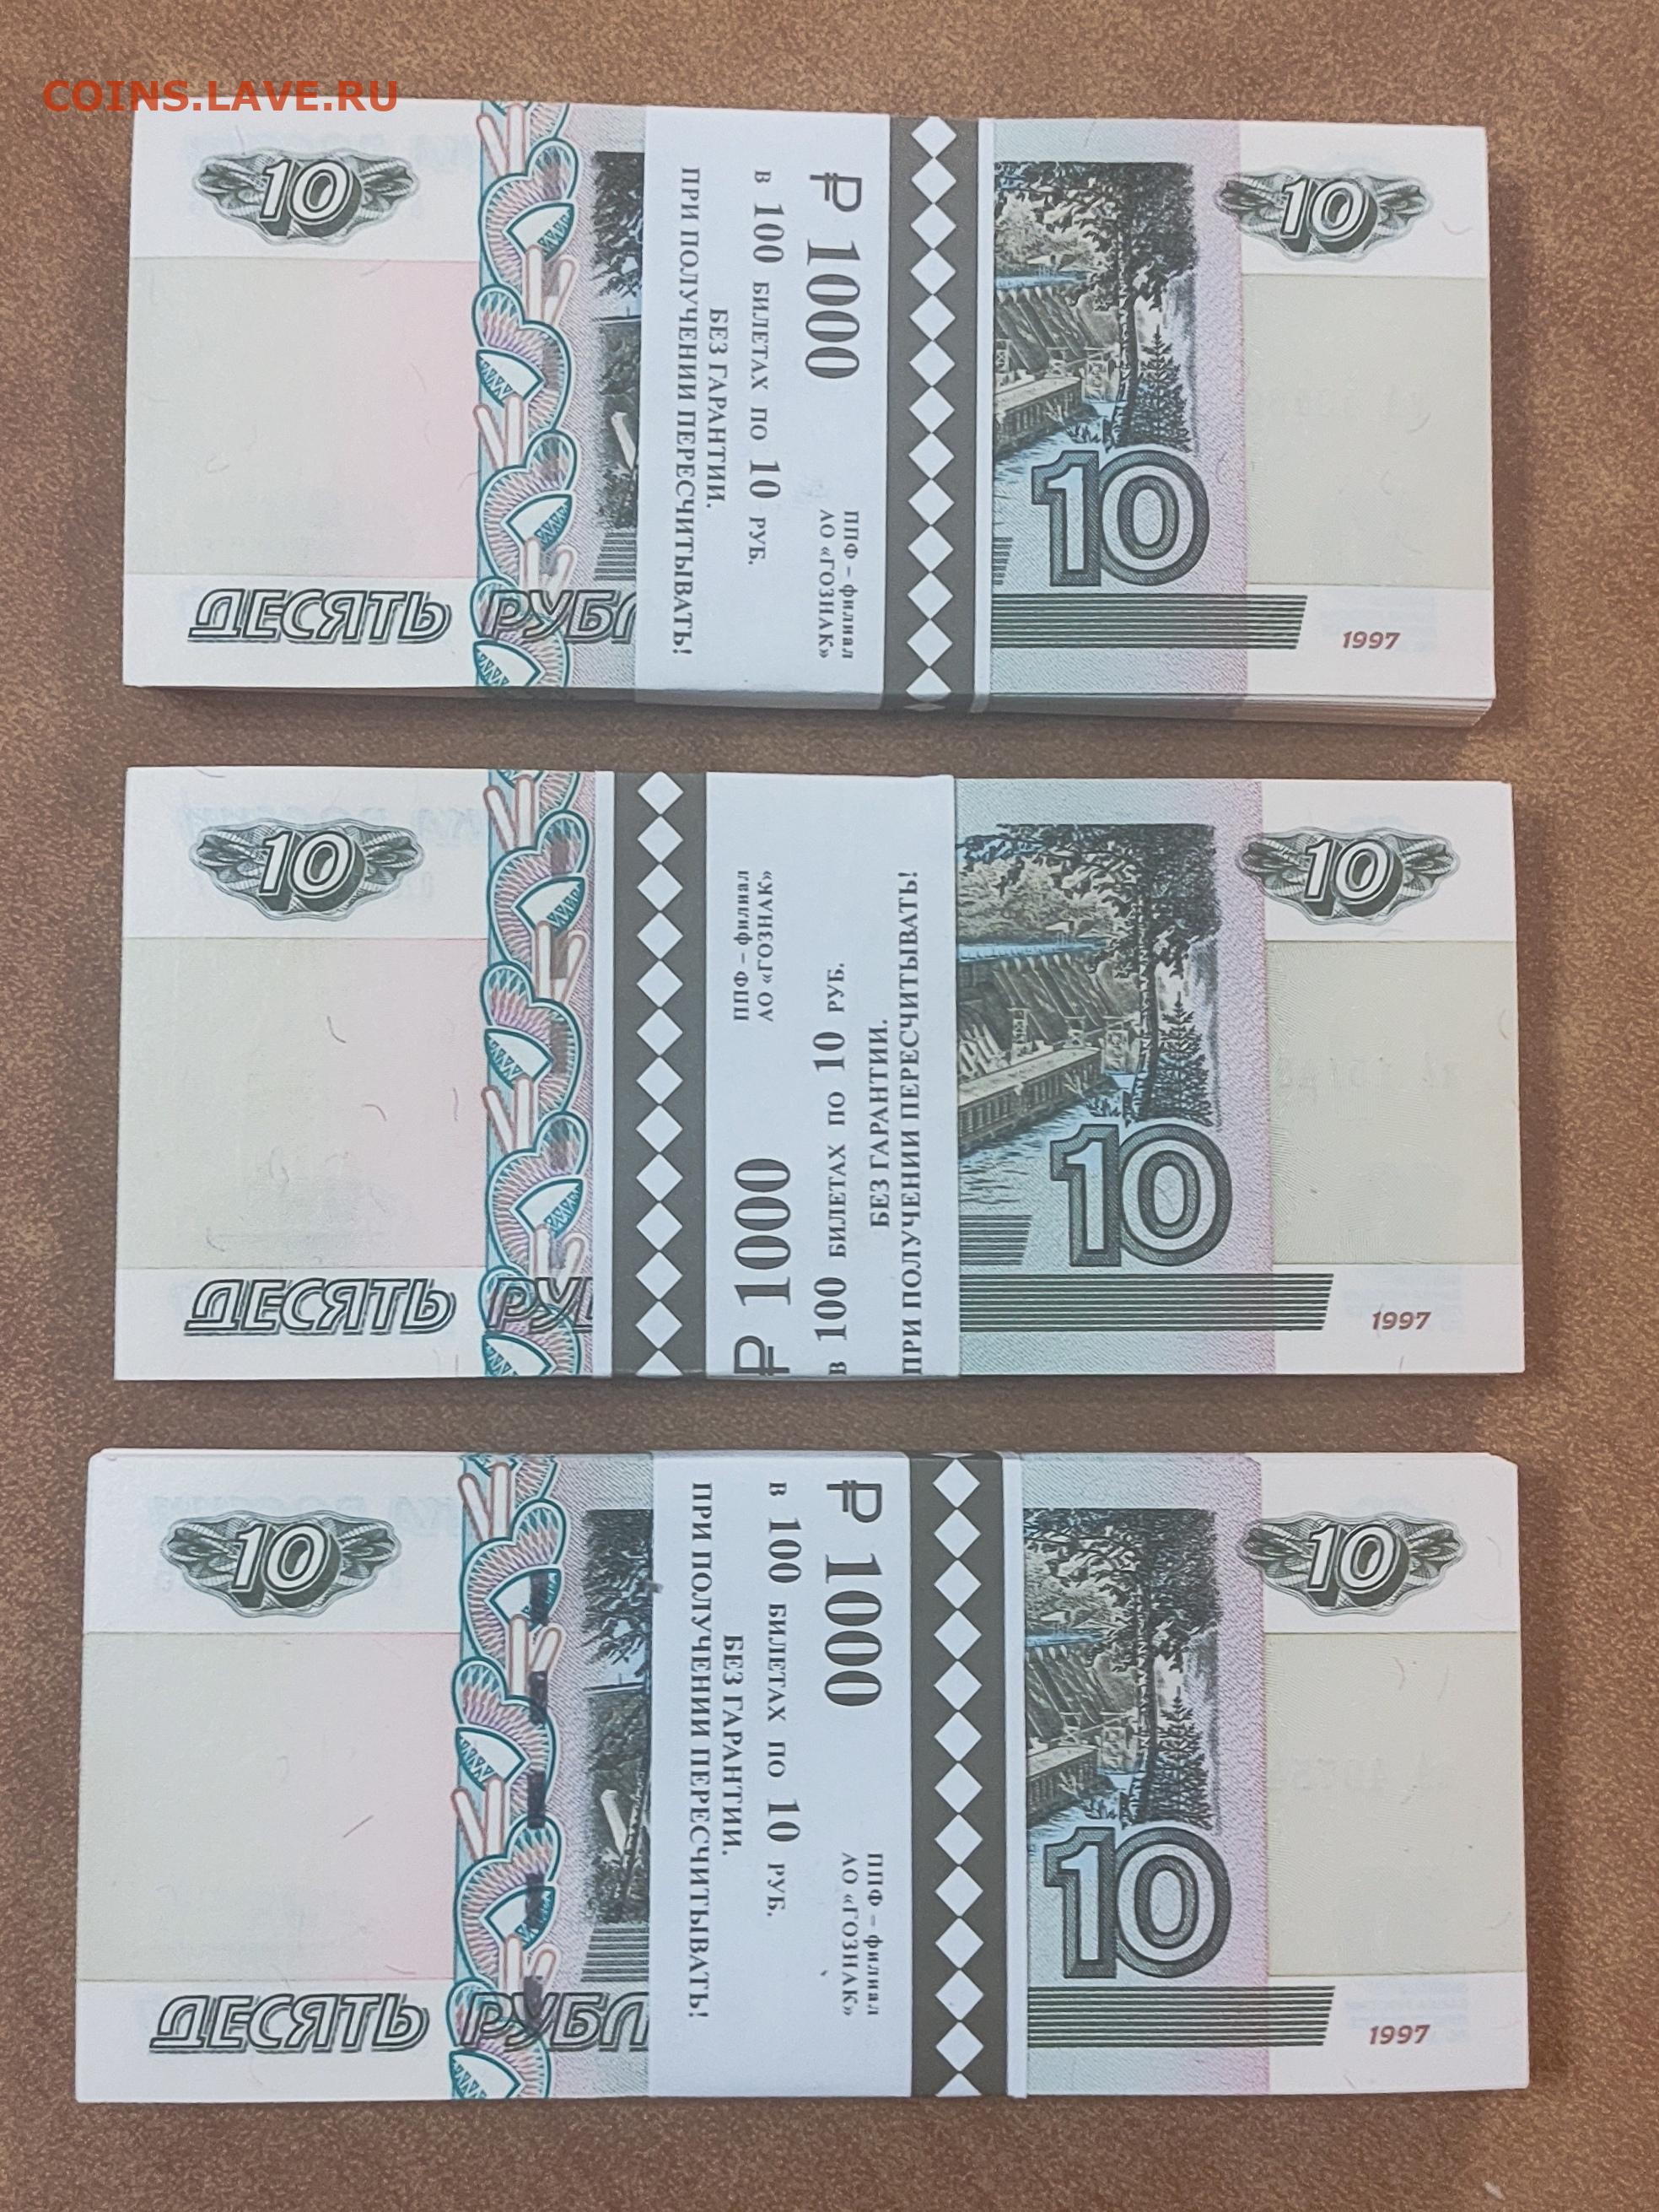 COINS.LAVE.RU
10
10
₽ 1000
ППФ – филиал
АО «ГОЗНАК»
в 100 билетах по 10 руб.
БЕЗ ГАРАНТИИ.
ПРИ ПОЛУЧЕНИИ ПЕРЕСЧИТЫВАТЬ!
10
ДЕСЯТЬ РУБЛ
1997
10
10
ППФ – филиал
АО «ГОЗНАК»
₽ 1000
в 100 билетах по 10 руб.
БЕЗ ГАРАНТИИ.
ПРИ ПОЛУЧЕНИИ ПЕРЕСЧИТЫВАТЬ!
10
ДЕСЯТЬ РУ
1997
10
10
₽ 1000
ППФ – филиал
АО «ГОЗНАК»
в 100 билетах по 10 руб.
БЕЗ ГАРАНТИИ.
ПРИ ПОЛУЧЕНИИ ПЕРЕСЧИТЫВАТЬ!
10
ДЕСЯТЬ РУБЛ
1997